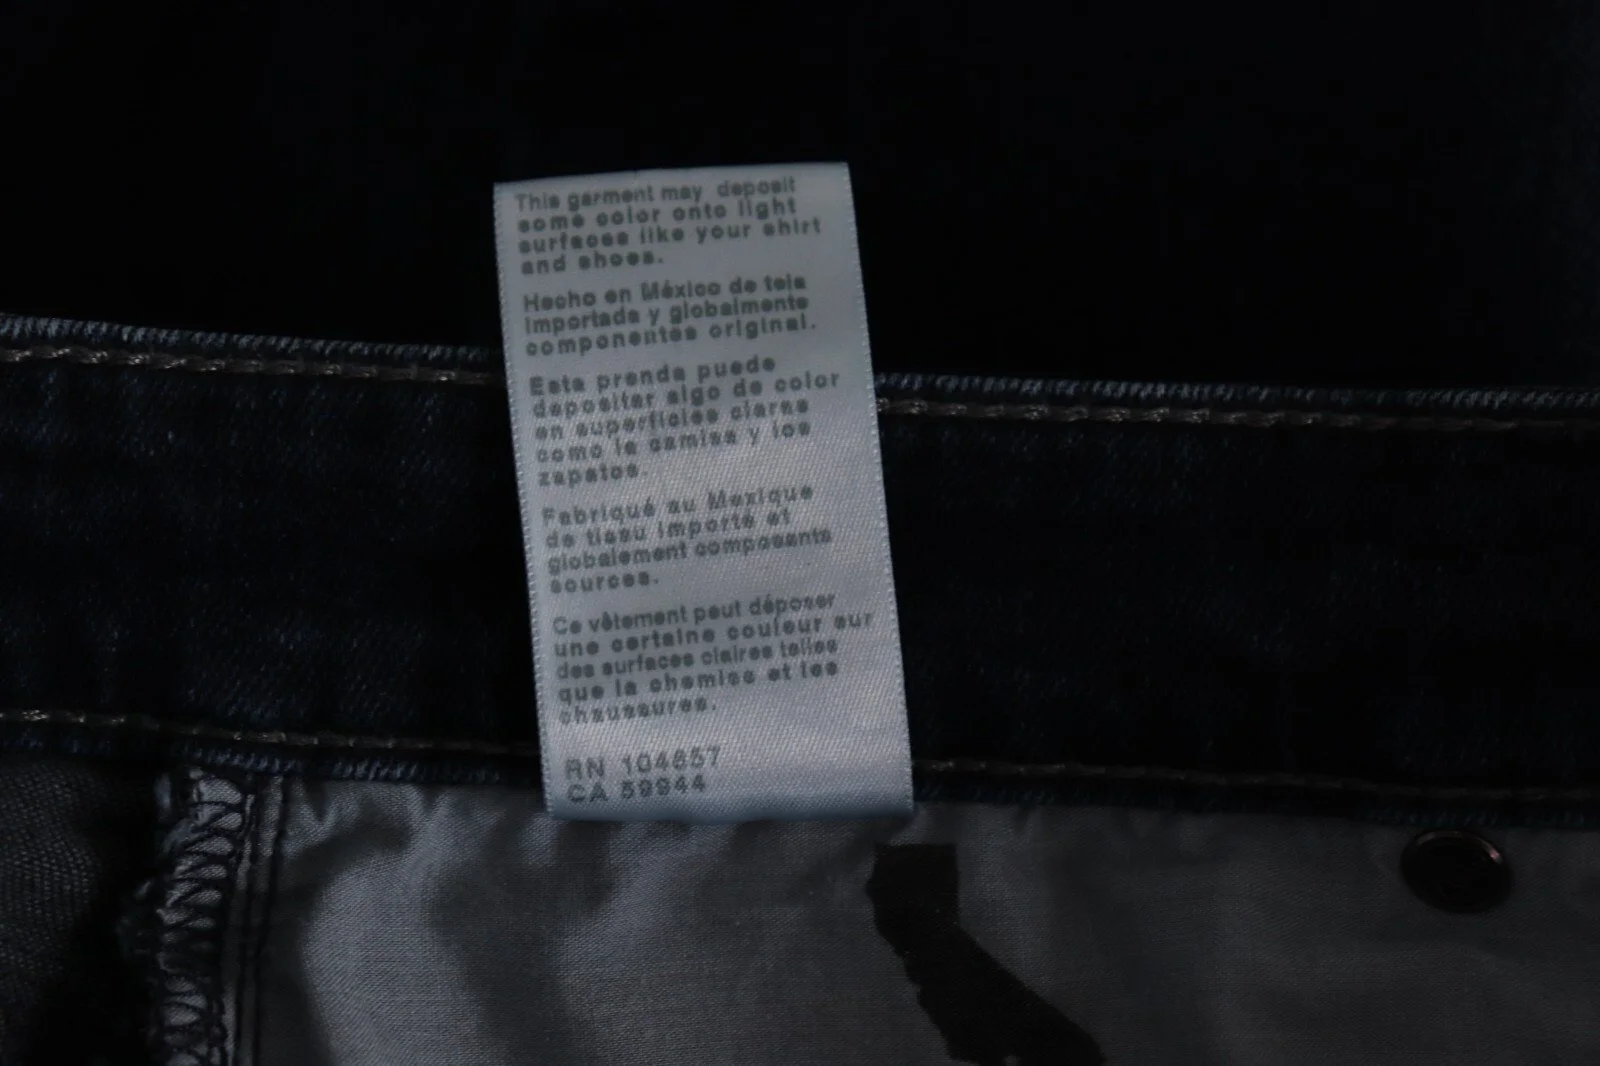 This garment may deposit
some color onto light
surfaces like your shirt
and shoes.
Hecho en México de tela
importada y globalmente
componentes original.
Esta prenda puede
depositar algo de color
en superficies claras
como la camisa y los
zapatos.
Fabriqué au Mexique
de tissu importé et
globalement composants
sources.
Ce vêtement peut déposer
une certaine couleur sur
des surfaces claires telles
que la chemise et les
chaussures.
RN 104657
CA 59944